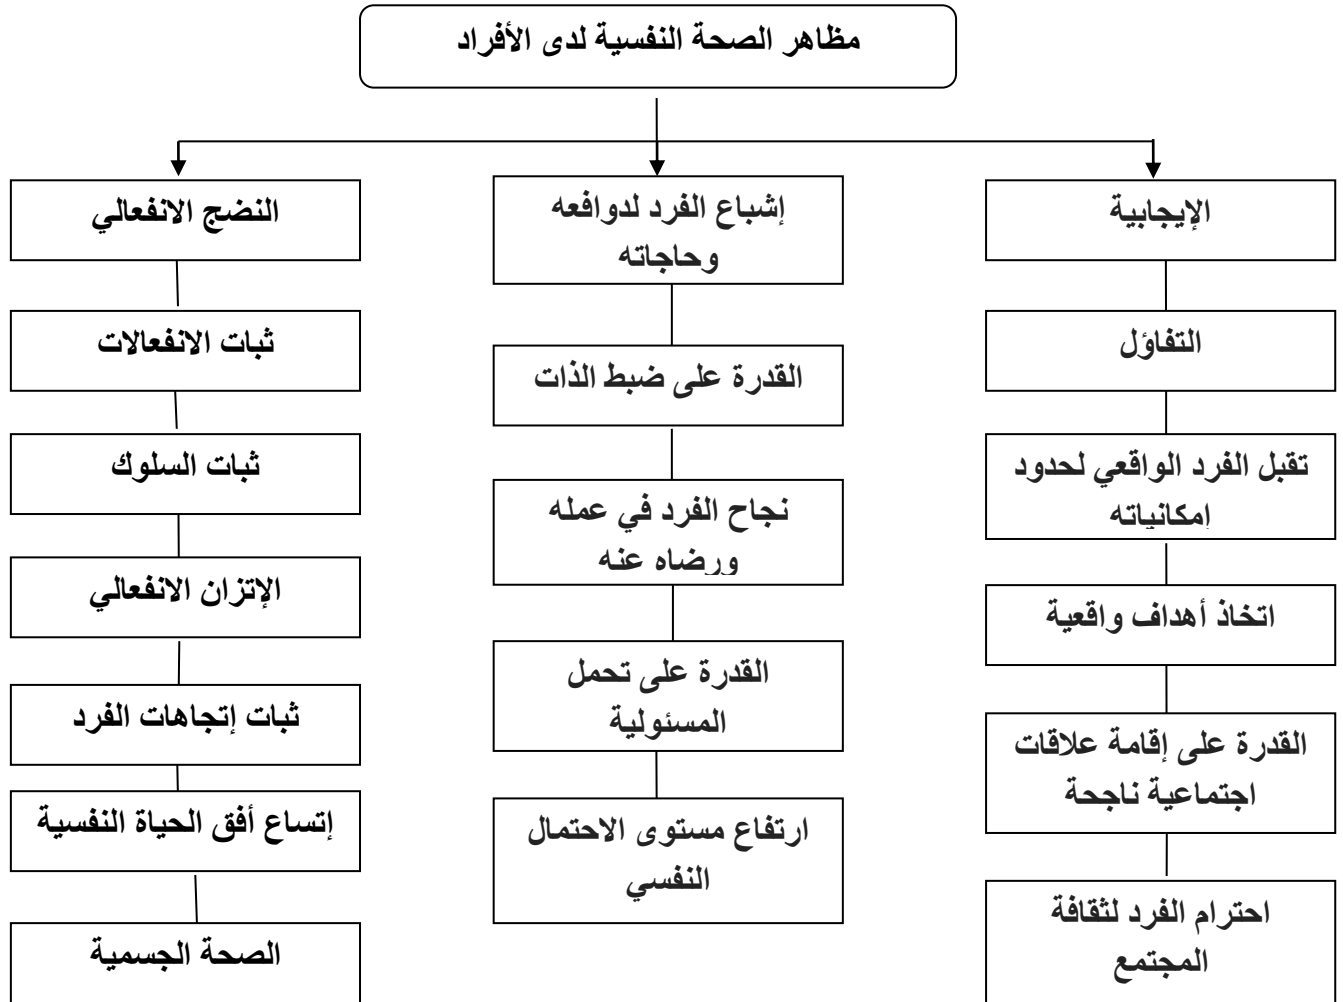 مظاهر الصحة النفسية لدى الأفراد
الإيجابية
التفاؤل
تقبل الفرد الواقعي لحدود
إمكانياته
اتخاذ أهداف واقعية
القدرة على إقامة علاقات
اجتماعية ناجحة
احترام الفرد لثقافة
المجتمع
إشباع الفرد لدوافعه
وحاجاته
القدرة على ضبط الذات
نجاح الفرد في عمله
ورضاه عنه
القدرة على تحمل
المسئولية
ارتفاع مستوى الاحتمال
النفسي
النضج الانفعالي
ثبات الانفعالات
ثبات السلوك
الإتزان الانفعالي
ثبات إتجاهات الفرد
إتساع أفق الحياة النفسية
الصحة الجسمية